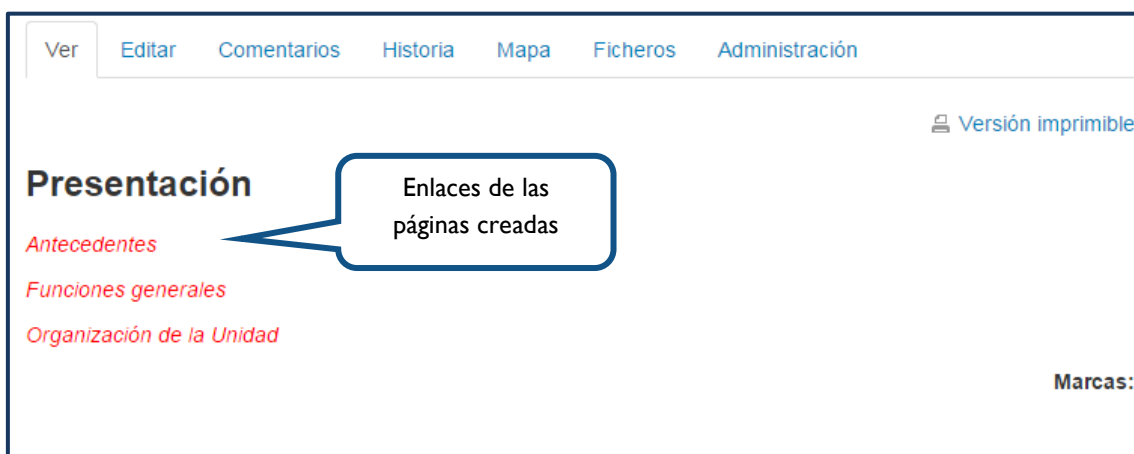 Ver Editar Comentarios Historia Mapa Ficheros Administración
Versión imprimible
Presentación
Enlaces de las
páginas creadas
Antecedentes
Funciones generales
Organización de la Unidad
Marcas: